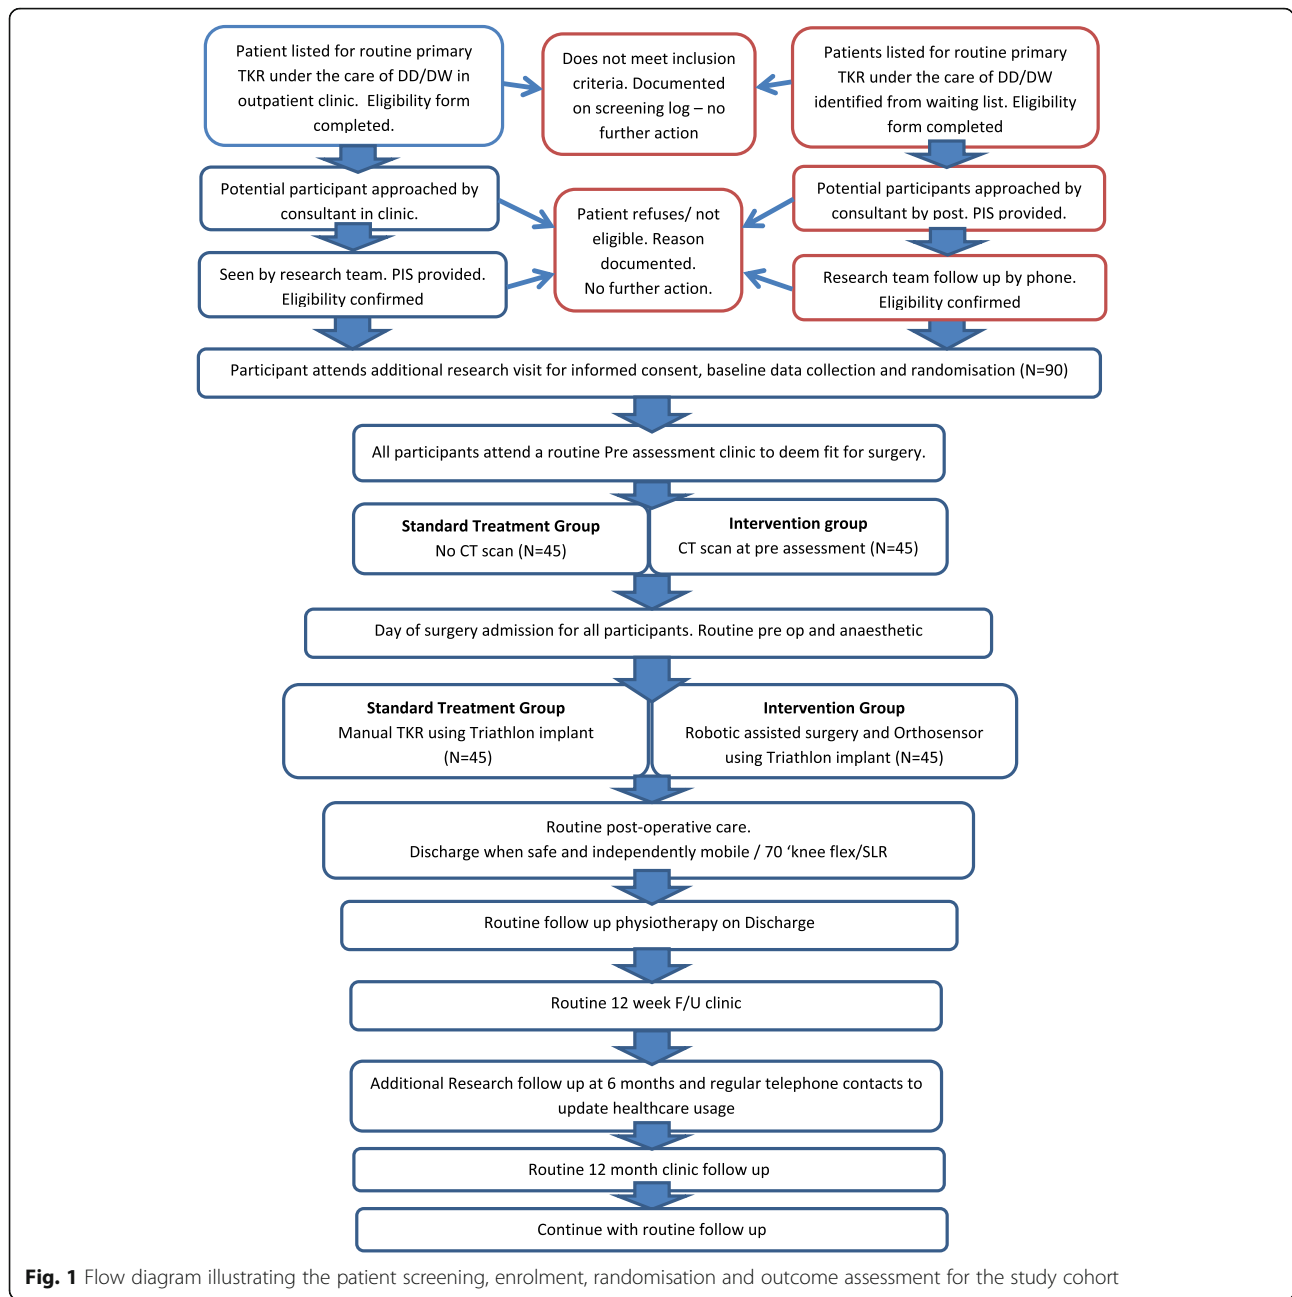 Patient listed for routine primary
TKR under the care of DD/DW in
outpatient clinic.  Eligibility form
completed.
Does not meet inclusion
criteria. Documented
on screening log – no
further action
Patients listed for routine primary
TKR under the care of DD/DW
identified from waiting list. Eligibility
form completed
Potential participant approached by
consultant in clinic.
Patient refuses/ not
eligible. Reason
documented.
No further action.
Potential participants approached by
consultant by post. PIS provided.
Seen by research team. PIS provided.
Eligibility confirmed
Research team follow up by phone.
Eligibility confirmed
Participant attends additional research visit for informed consent, baseline data collection and randomisation (N=90)
All participants attend a routine Pre assessment clinic to deem fit for surgery.
Standard Treatment Group
No CT scan (N=45)
Intervention group
CT scan at pre assessment (N=45)
Day of surgery admission for all participants. Routine pre op and anaesthetic
Standard Treatment Group
Manual TKR using Triathlon implant
(N=45)
Intervention Group
Robotic assisted surgery and Orthosensor
using Triathlon implant (N=45)
Routine post-operative care.
Discharge when safe and independently mobile / 70 ‘knee flex/SLR
Routine follow up physiotherapy on Discharge
Routine 12 week F/U clinic
Additional Research follow up at 6 months and regular telephone contacts to
update healthcare usage
Routine 12 month clinic follow up
Continue with routine follow up
Fig. 1 Flow diagram illustrating the patient screening, enrolment, randomisation and outcome assessment for the study cohort